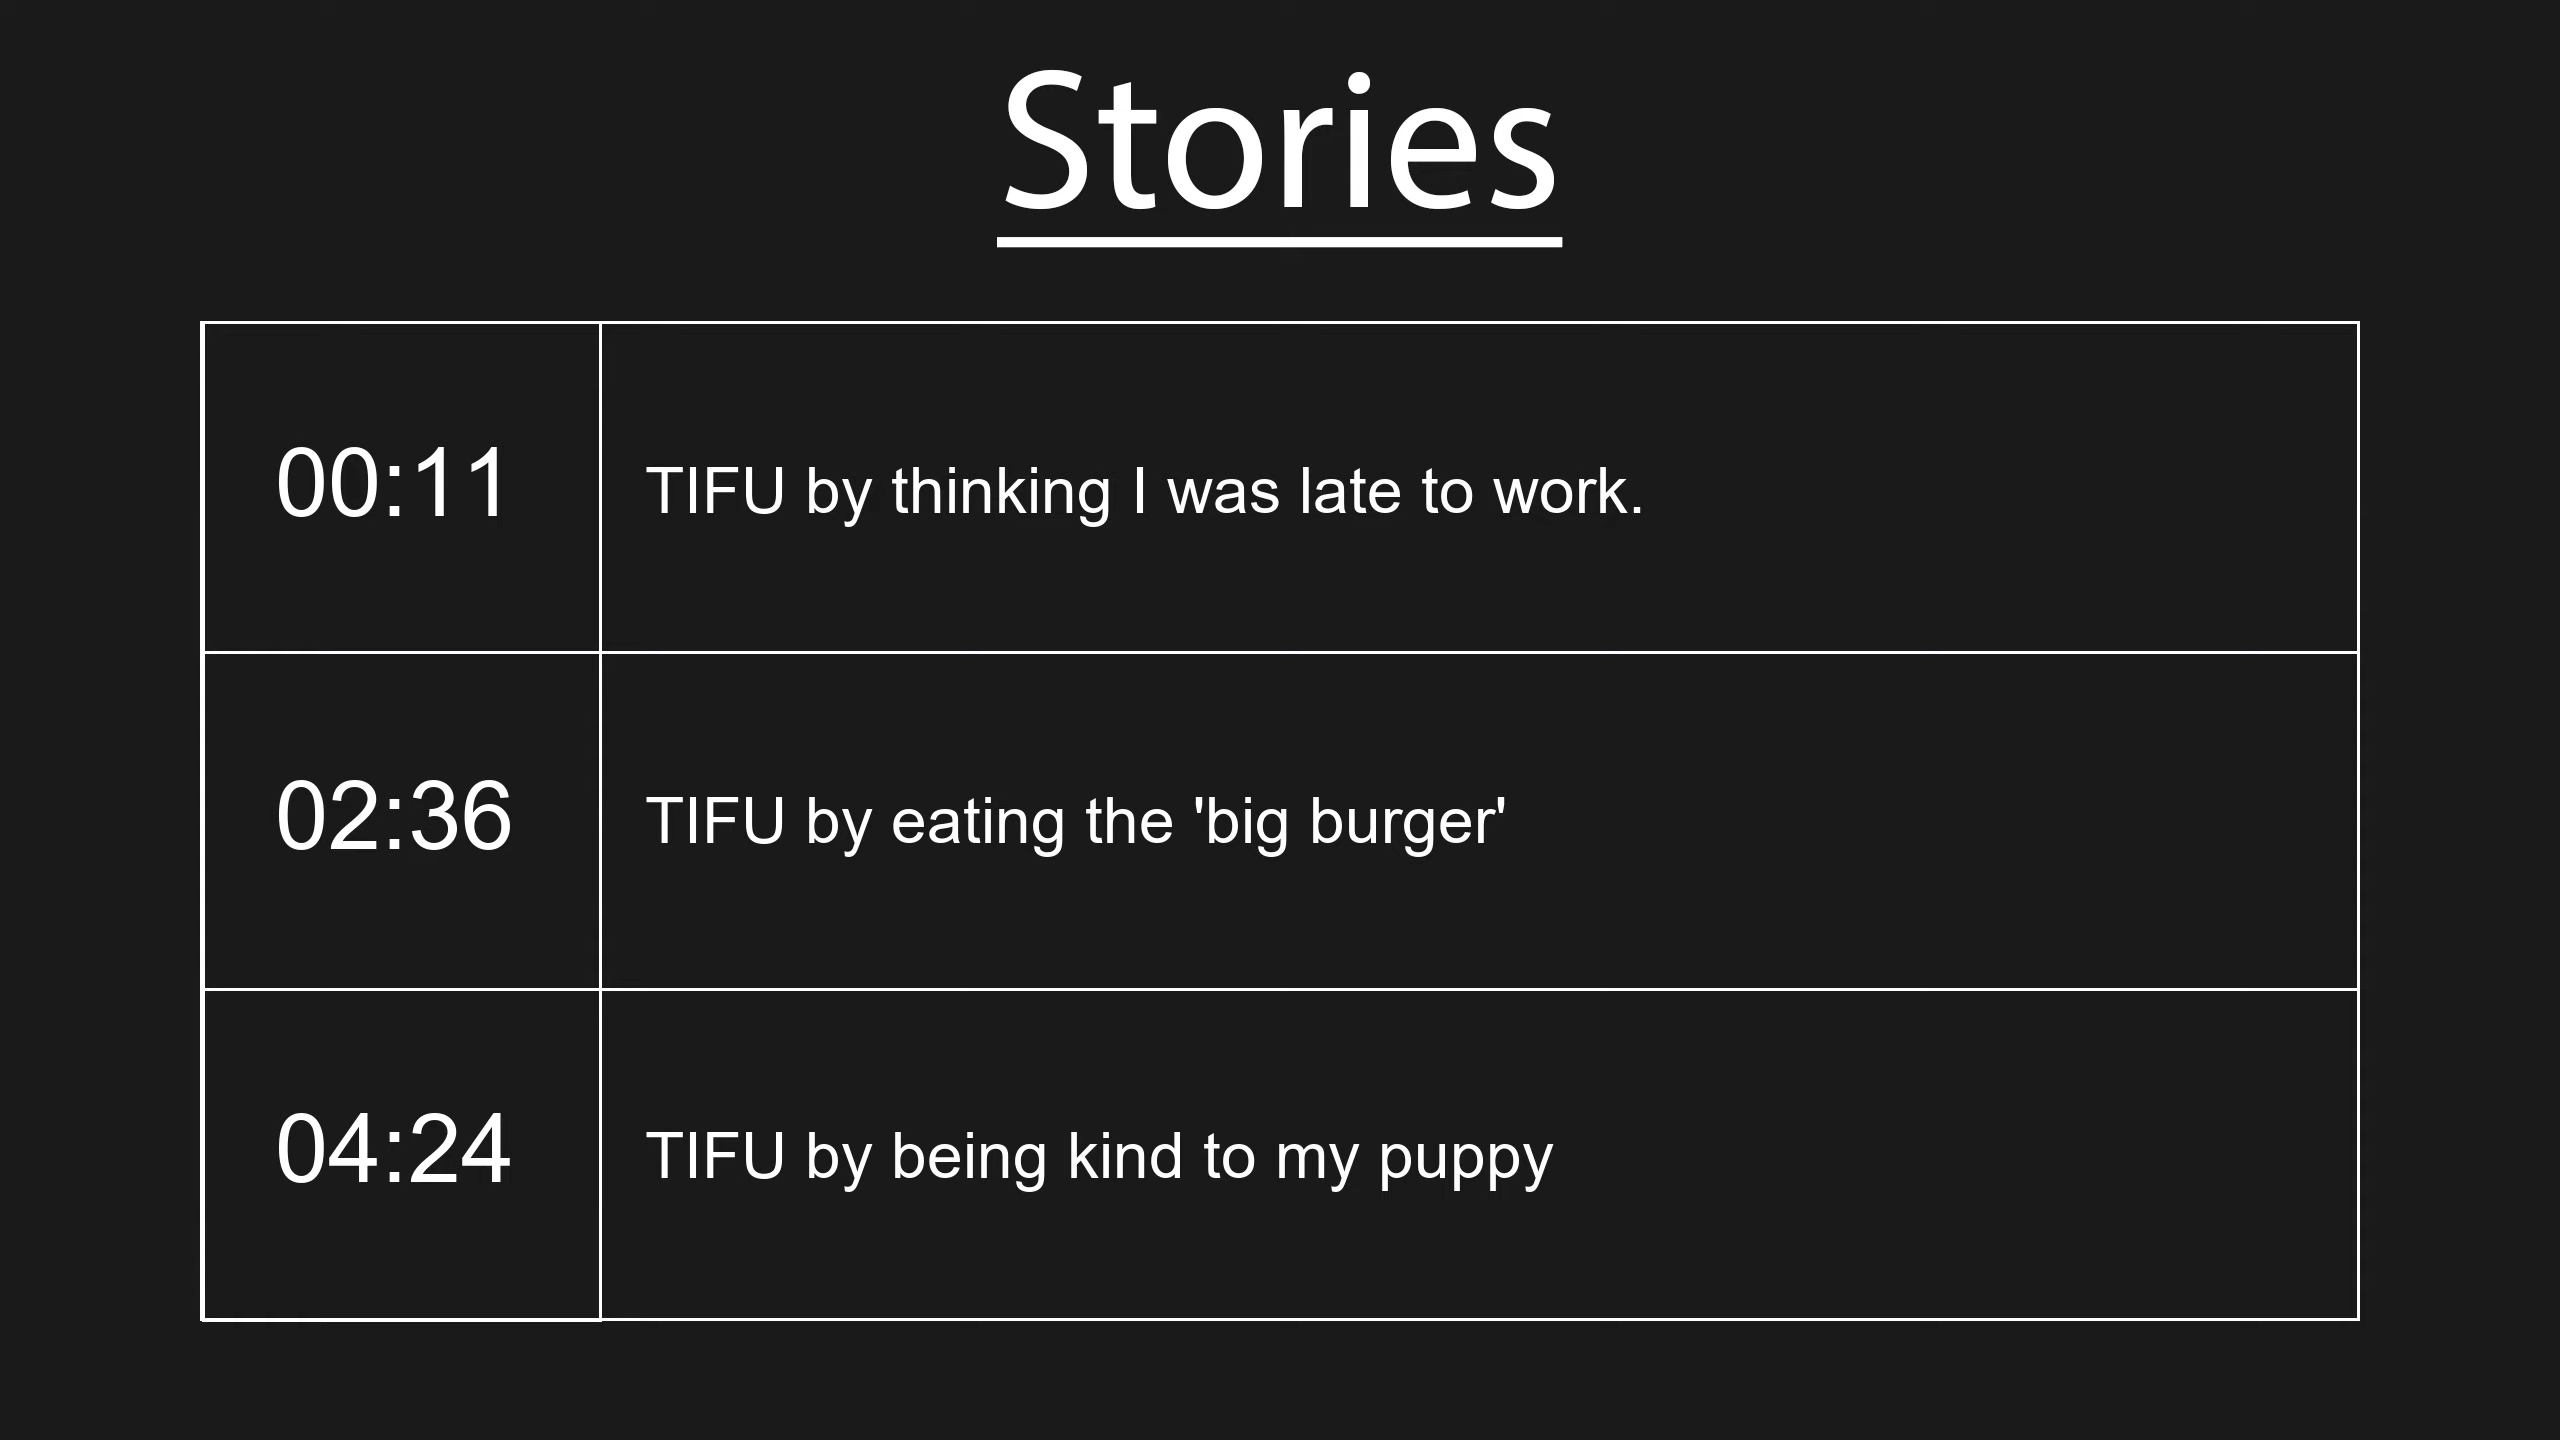 Stories
00:11
TIFU by thinking I was late to work.
02:36
TIFU by eating the 'big burger'
04:24
TIFU by being kind to my puppy